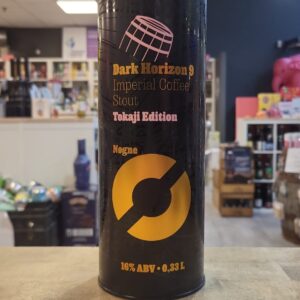 Dark Horizon 9
Imperial Coffee
Stout
Tokaji Edition
Nøgne
16% ABV • 0,33 L